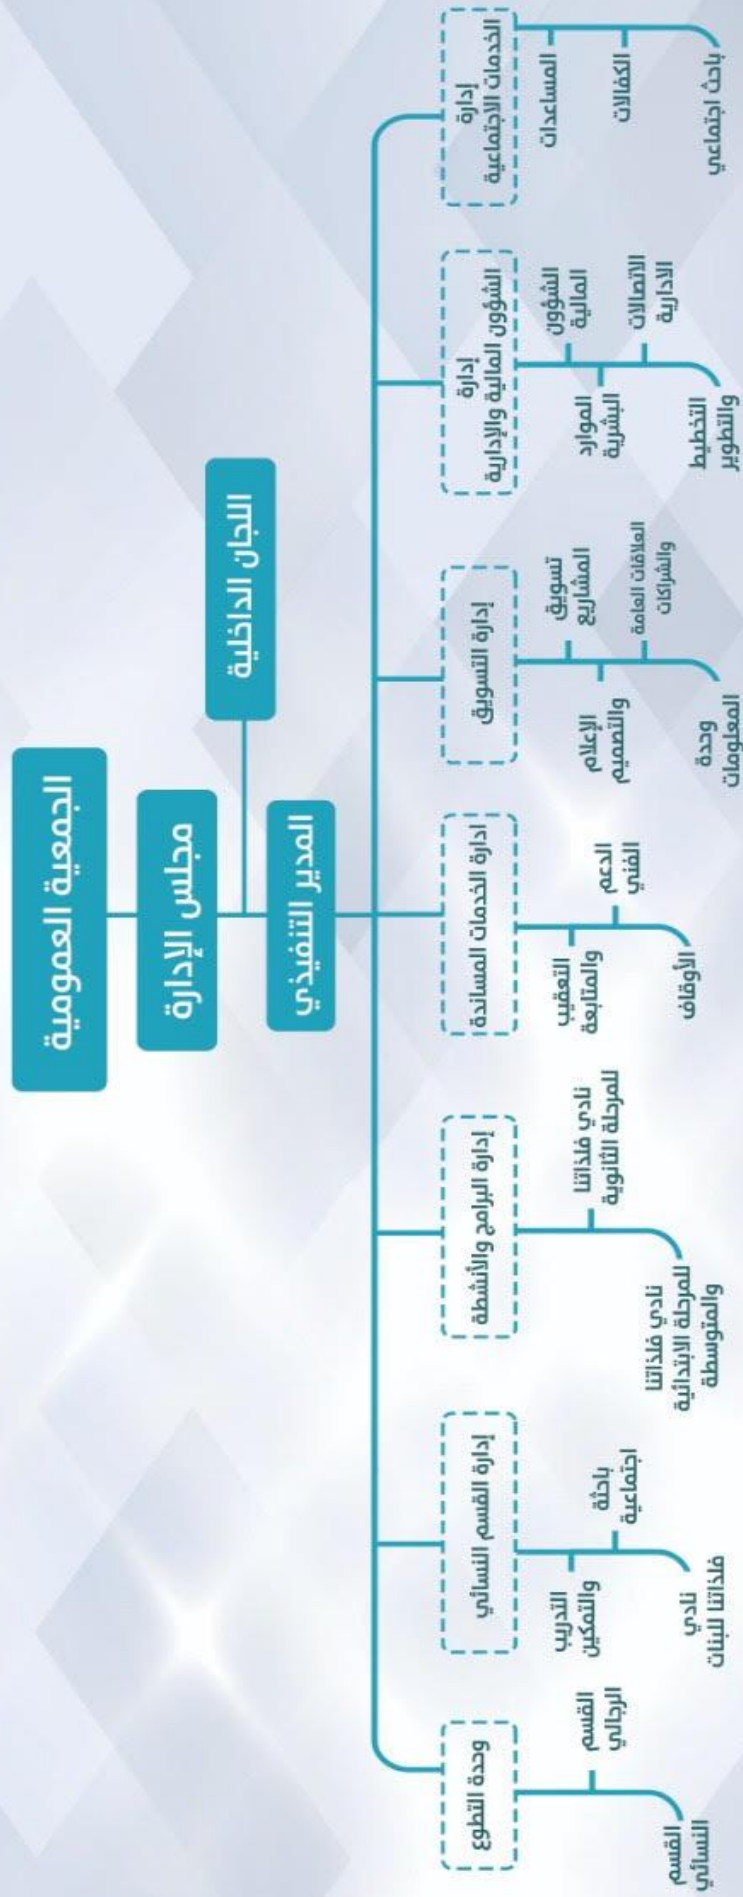 الجمعية العمومية
مجلس الإدارة
اللجان الداخلية
المدير التنفيذي
إدارة
الخدمات الاجتماعية
المساعدات
الكفالات
باحث اجتماعي
إدارة
الشؤون المالية والإدارية
الشؤون
المالية
الموارد
البشرية
الاتصالات
الادارية
التخطيط
والتطوير
إدارة التسويق
تسويق
المشاريع
الإعلام
والتصميم
العلاقات العامة
والشراكات
وحدة
المعلومات
ادارة الخدمات المساندة
التعقيب
والمتابعة
الدعم
الفني
الأوقاف
إدارة البرامج والأنشطة
نادي فلذاتنا
للمرحلة الثانوية
نادي فلذاتنا
للمرحلة الابتدائية
والمتوسطة
إدارة القسم النسائي
التدريب
والتمكين
باحثة
اجتماعية
نادي
فلذاتنا للبنات
وحدة التطوع
القسم
الرجالي
القسم
النسائي